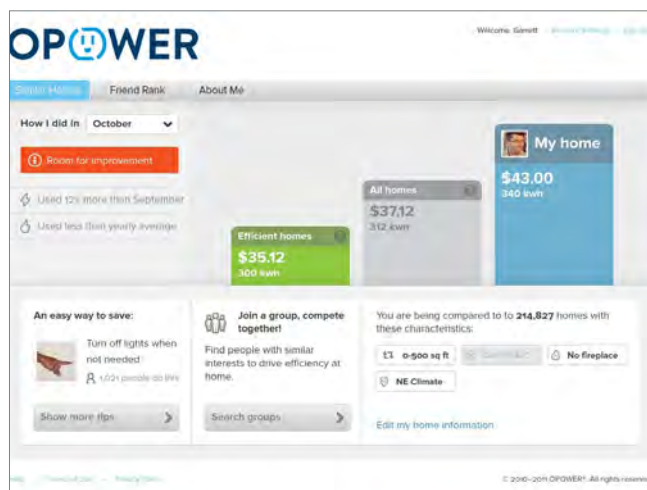 OPOWER
Welcome, Garrett
Similar Homes
Friend Rank
About Me
How I did in
October
Room for improvement
Used 12% more than September
Used less than yearly average
Efficient homes
$35.12
300 kwh
All homes
$37.12
312 kwh
My home
$43.00
340 kwh
An easy way to save:
Turn off lights when
not needed
1,021 people do this
Show more tips
Join a group, compete
together!
Find people with similar
interests to drive efficiency at
home.
Search groups
You are being compared to to 214,827 homes with
these characteristics:
0-500 sq ft
No fireplace
NE Climate
Edit my home information
© 2010-2011 OPOWER®. All rights reserve